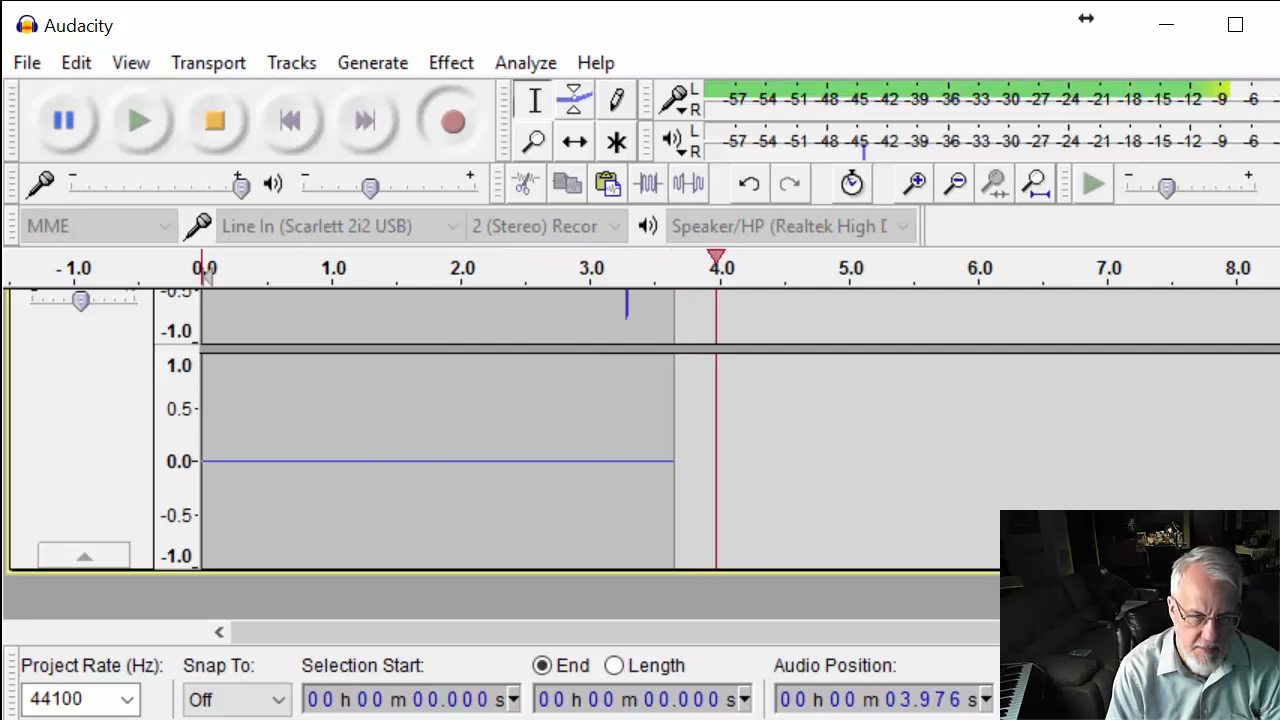 Audacity
File Edit View Transport Tracks Generate Effect Analyze Help
L
-57 -54 -51 -48 -45 -42 -39 -36 -33 -30 -27 -24 -21 -18 -15 -12 -9 -6
R
L
-57 -54 -51 -48 -45 -42 -39 -36 -33 -30 -27 -24 -21 -18 -15 -12 -9 -6
R
- + - + - +
MME Line In (Scarlett 2i2 USB) 2 (Stereo) Recor Speaker/HP (Realtek High D
- 1.0 0.0 1.0 2.0 3.0 4.0 5.0 6.0 7.0 8.0
-0.5
-1.0
1.0
0.5
0.0
-0.5
-1.0
Project Rate (Hz): Snap To: Selection Start: End Length Audio Position:
44100 Off 00 h 00 m 00.000 s 00 h 00 m 00.000 s 00 h 00 m 03.976 s